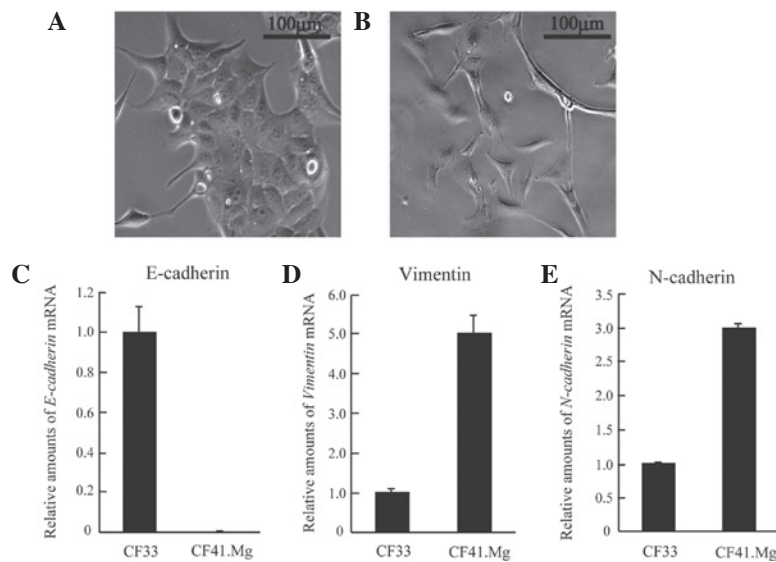 A
100μm
B
100μm
C
E-cadherin
Relative amounts of E-cadherin mRNA
1.2
1.0
0.8
0.6
0.4
0.2
0
CF33 CF41.Mg
D
Vimentin
Relative amounts of Vimentin mRNA
6.0
5.0
4.0
3.0
2.0
1.0
0
CF33 CF41.Mg
E
N-cadherin
Relative amounts of N-cadherin mRNA
3.5
3.0
2.5
2.0
1.5
1.0
0.5
0
CF33 CF41.Mg